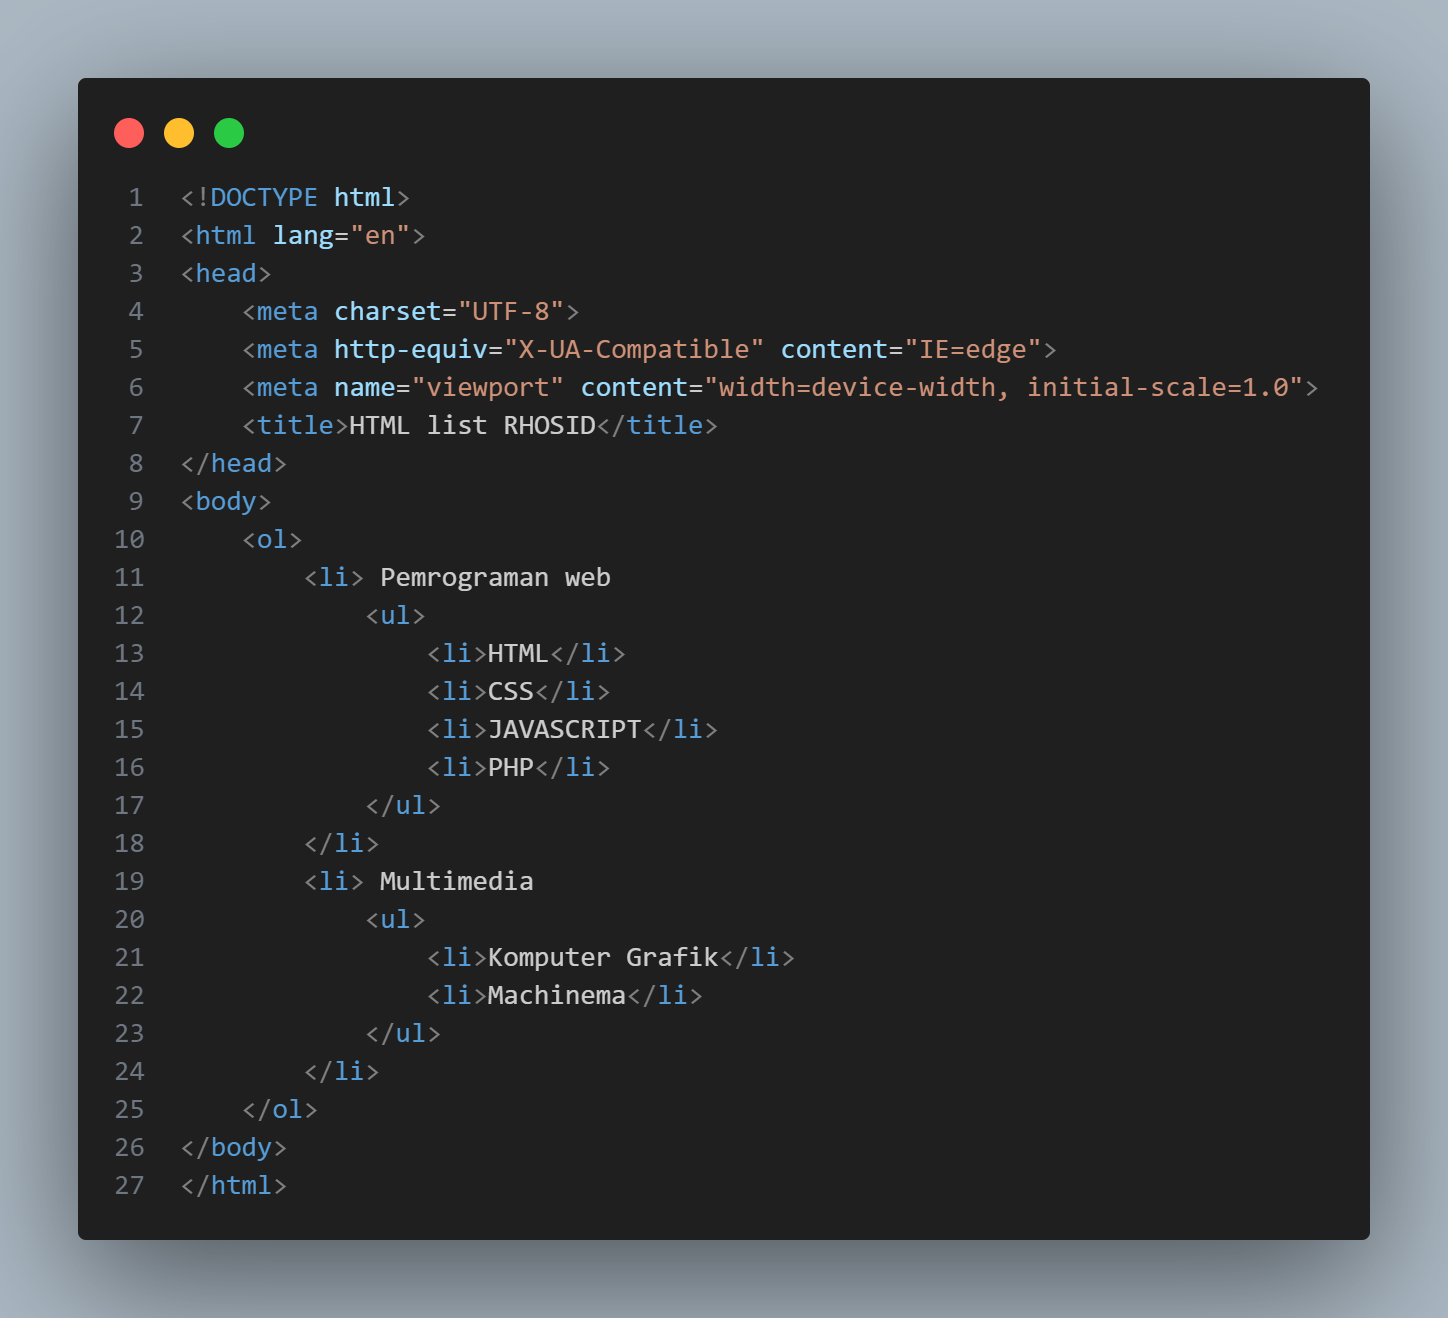 1 <!DOCTYPE html>
2 <html lang="en">
3 <head>
4     <meta charset="UTF-8">
5     <meta http-equiv="X-UA-Compatible" content="IE=edge">
6     <meta name="viewport" content="width=device-width, initial-scale=1.0">
7     <title>HTML list RHOSID</title>
8 </head>
9 <body>
10     <ol>
11         <li> Pemrograman web
12             <ul>
13                 <li>HTML</li>
14                 <li>CSS</li>
15                 <li>JAVASCRIPT</li>
16                 <li>PHP</li>
17             </ul>
18         </li>
19         <li> Multimedia
20             <ul>
21                 <li>Komputer Grafik</li>
22                 <li>Machinema</li>
23             </ul>
24         </li>
25     </ol>
26 </body>
27 </html>